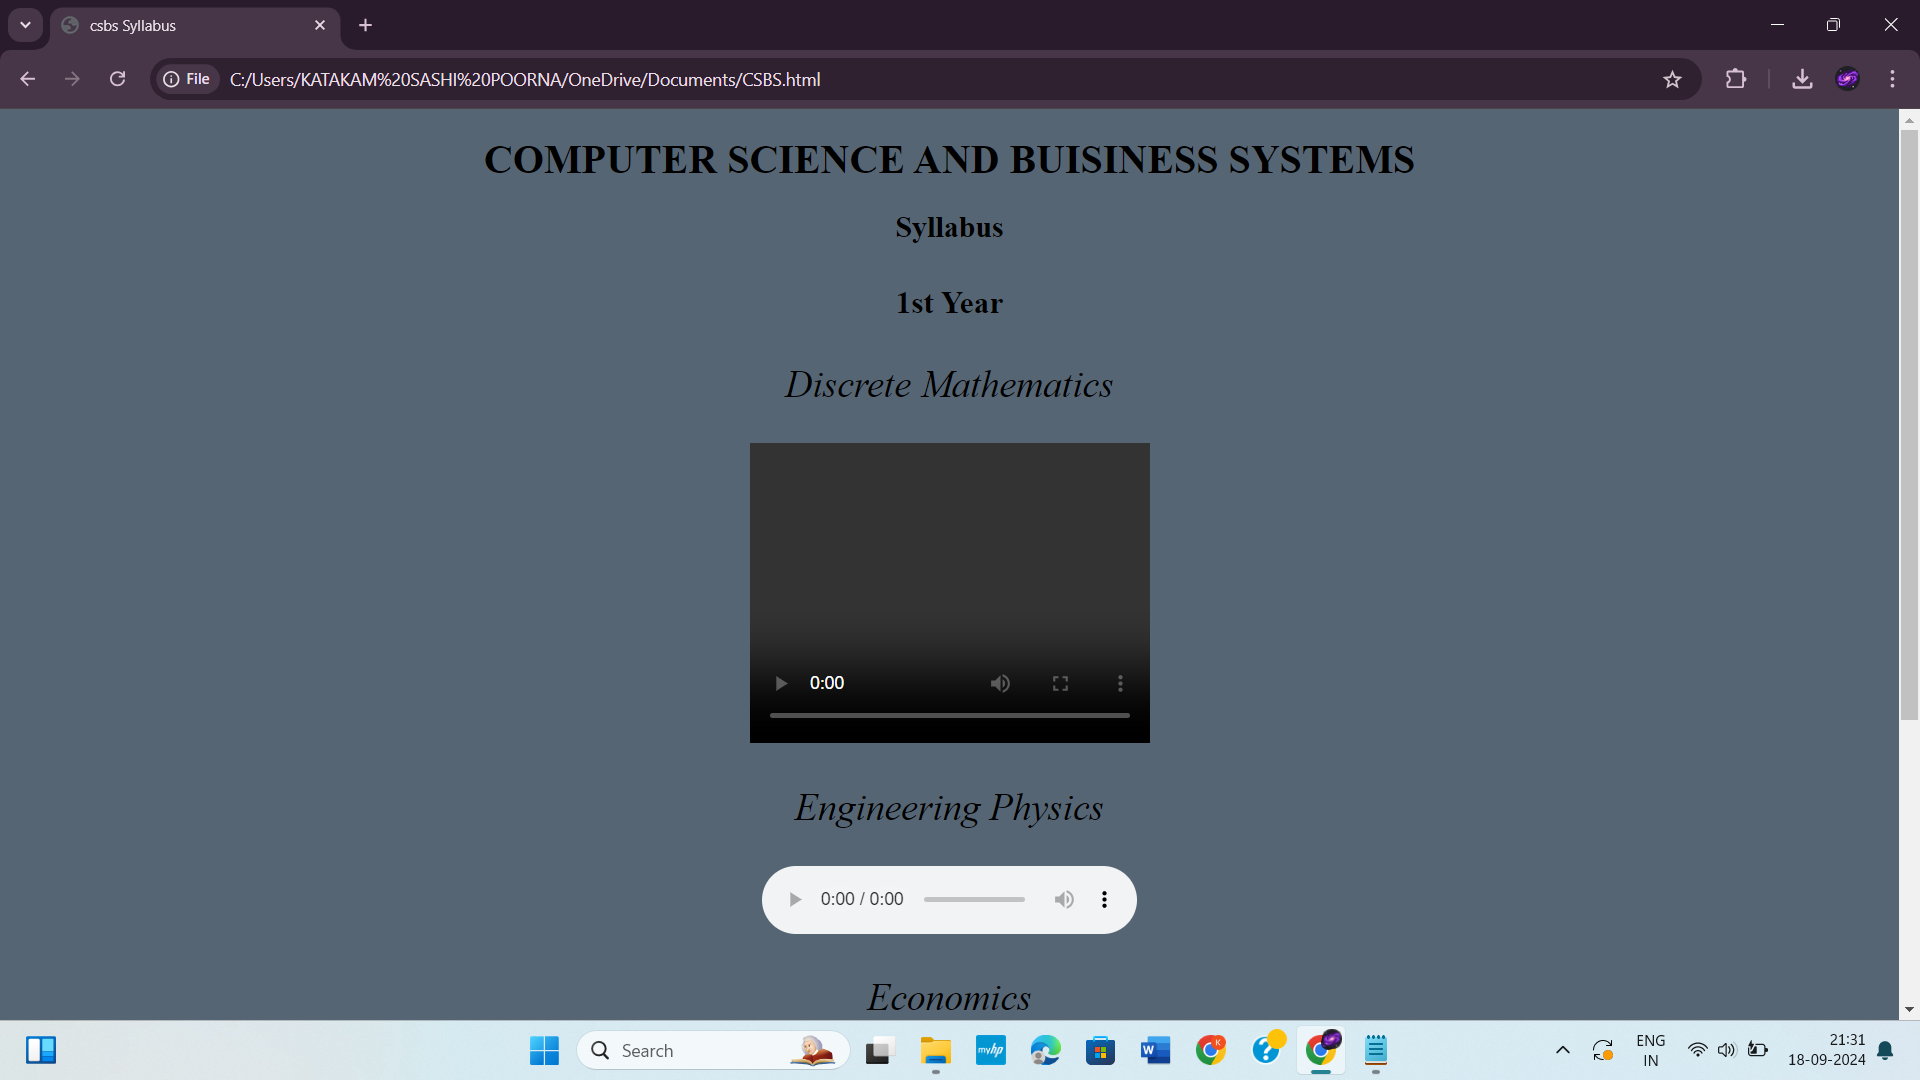 csbs Syllabus
File
C:/Users/KATAKAM%20SASHI%20POORNA/OneDrive/Documents/CSBS.html
COMPUTER SCIENCE AND BUISINESS SYSTEMS
Syllabus
1st Year
Discrete Mathematics
0:00
Engineering Physics
0:00 / 0:00
Economics
Search
myhp
W
K
?
ENG
IN
21:31
18-09-2024